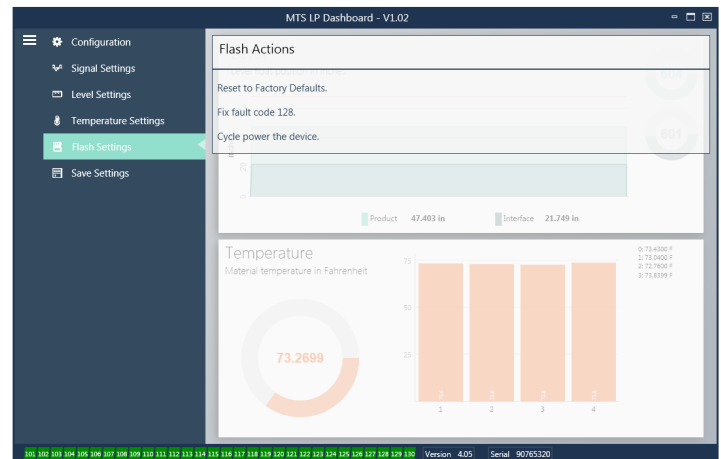 MTS LP Dashboard - V1.02
Configuration
Signal Settings
Level Settings
Temperature Settings
Flash Settings
Save Settings
Flash Actions
Reset to Factory Defaults.
Fix fault code 128.
Cycle power the device.
601
20
0
Product 47.403 in
Interface 21.749 in
Temperature
Material temperature in Fahrenheit
73.2699
75
50
25
1 2 3 4
0: 73.4300 F
1: 73.0400 F
2: 72.7600 F
3: 73.8399 F
101 102 103 104 105 106 107 108 109 110 111 112 113 114 115 116 117 118 119 120 121 122 123 124 125 126 127 128 129 130 Version 4.05 Serial 90765320